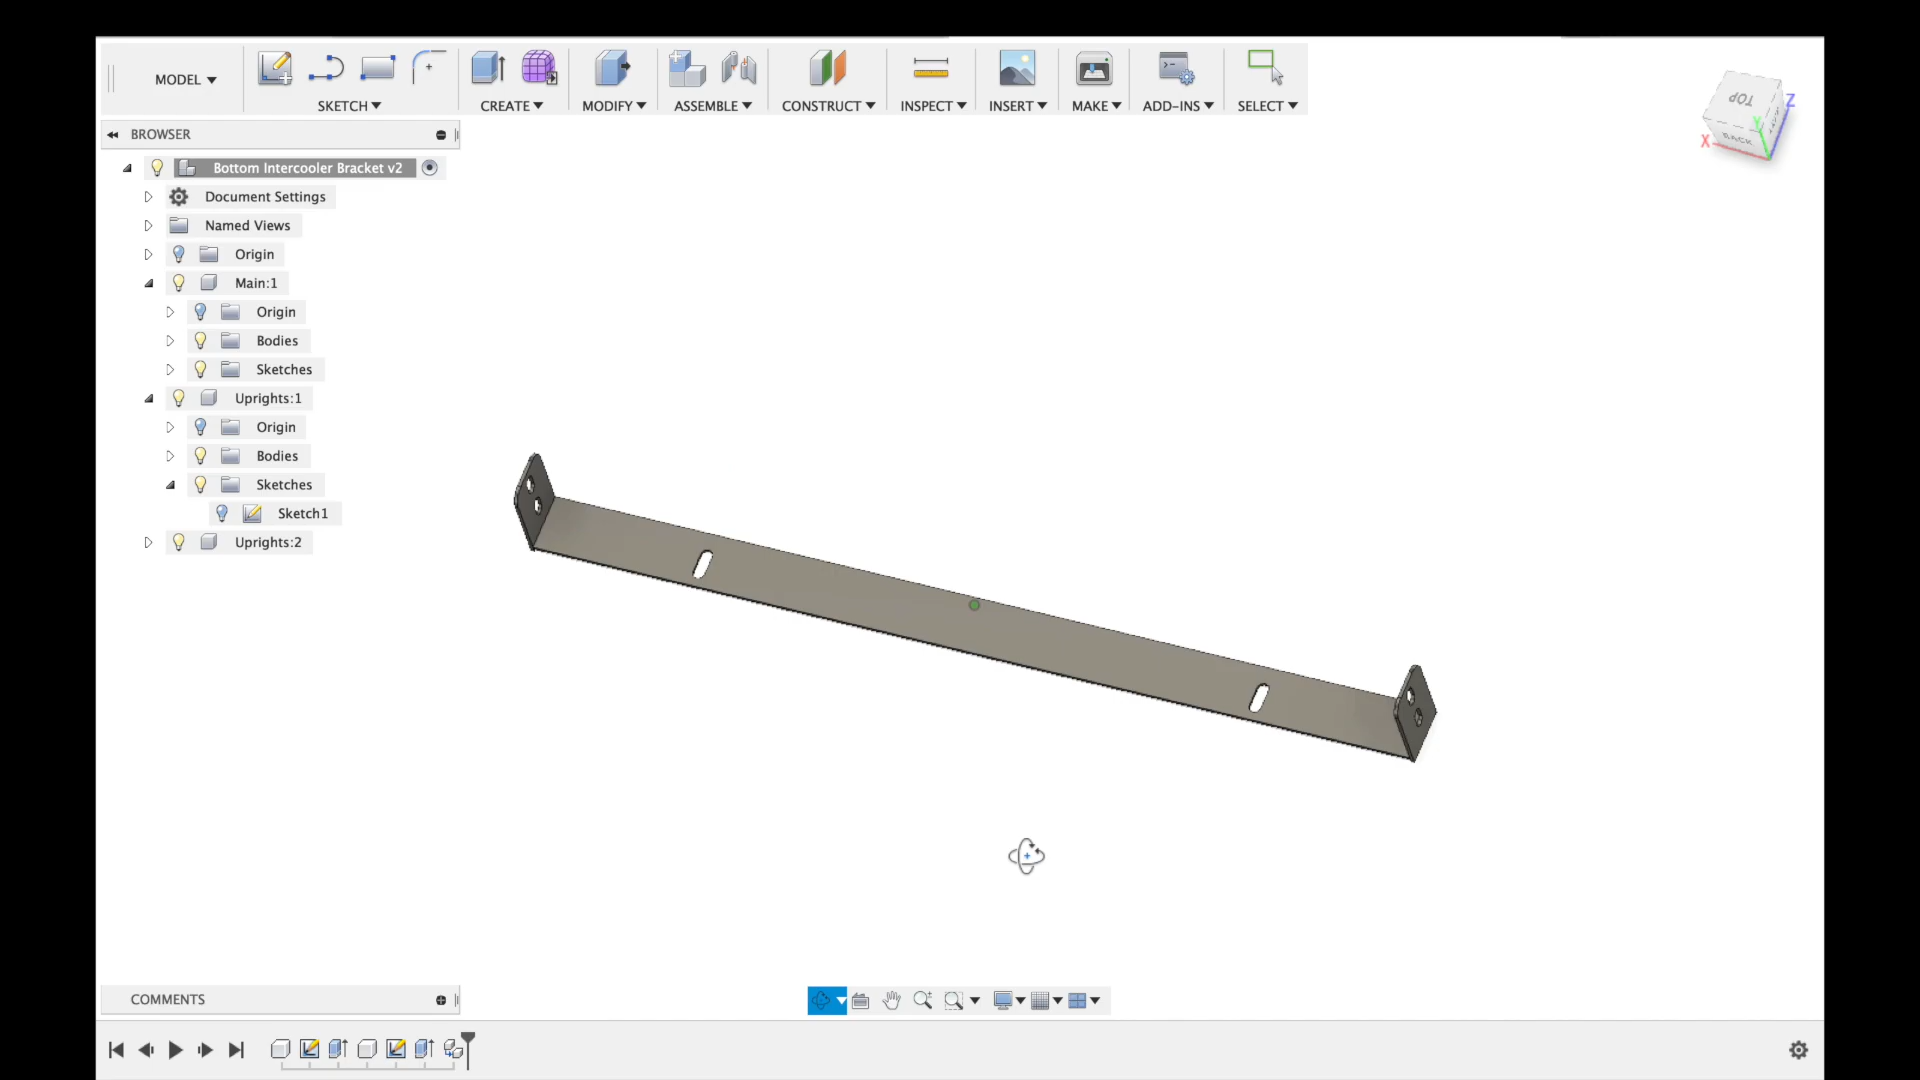 MODEL
SKETCH
CREATE
MODIFY
ASSEMBLE
CONSTRUCT
INSPECT
INSERT
MAKE
ADD-INS
SELECT
TOP
BACK
X
Y
Z
BROWSER
Bottom Intercooler Bracket v2
Document Settings
Named Views
Origin
Main:1
Origin
Bodies
Sketches
Uprights:1
Origin
Bodies
Sketches
Sketch1
Uprights:2
COMMENTS